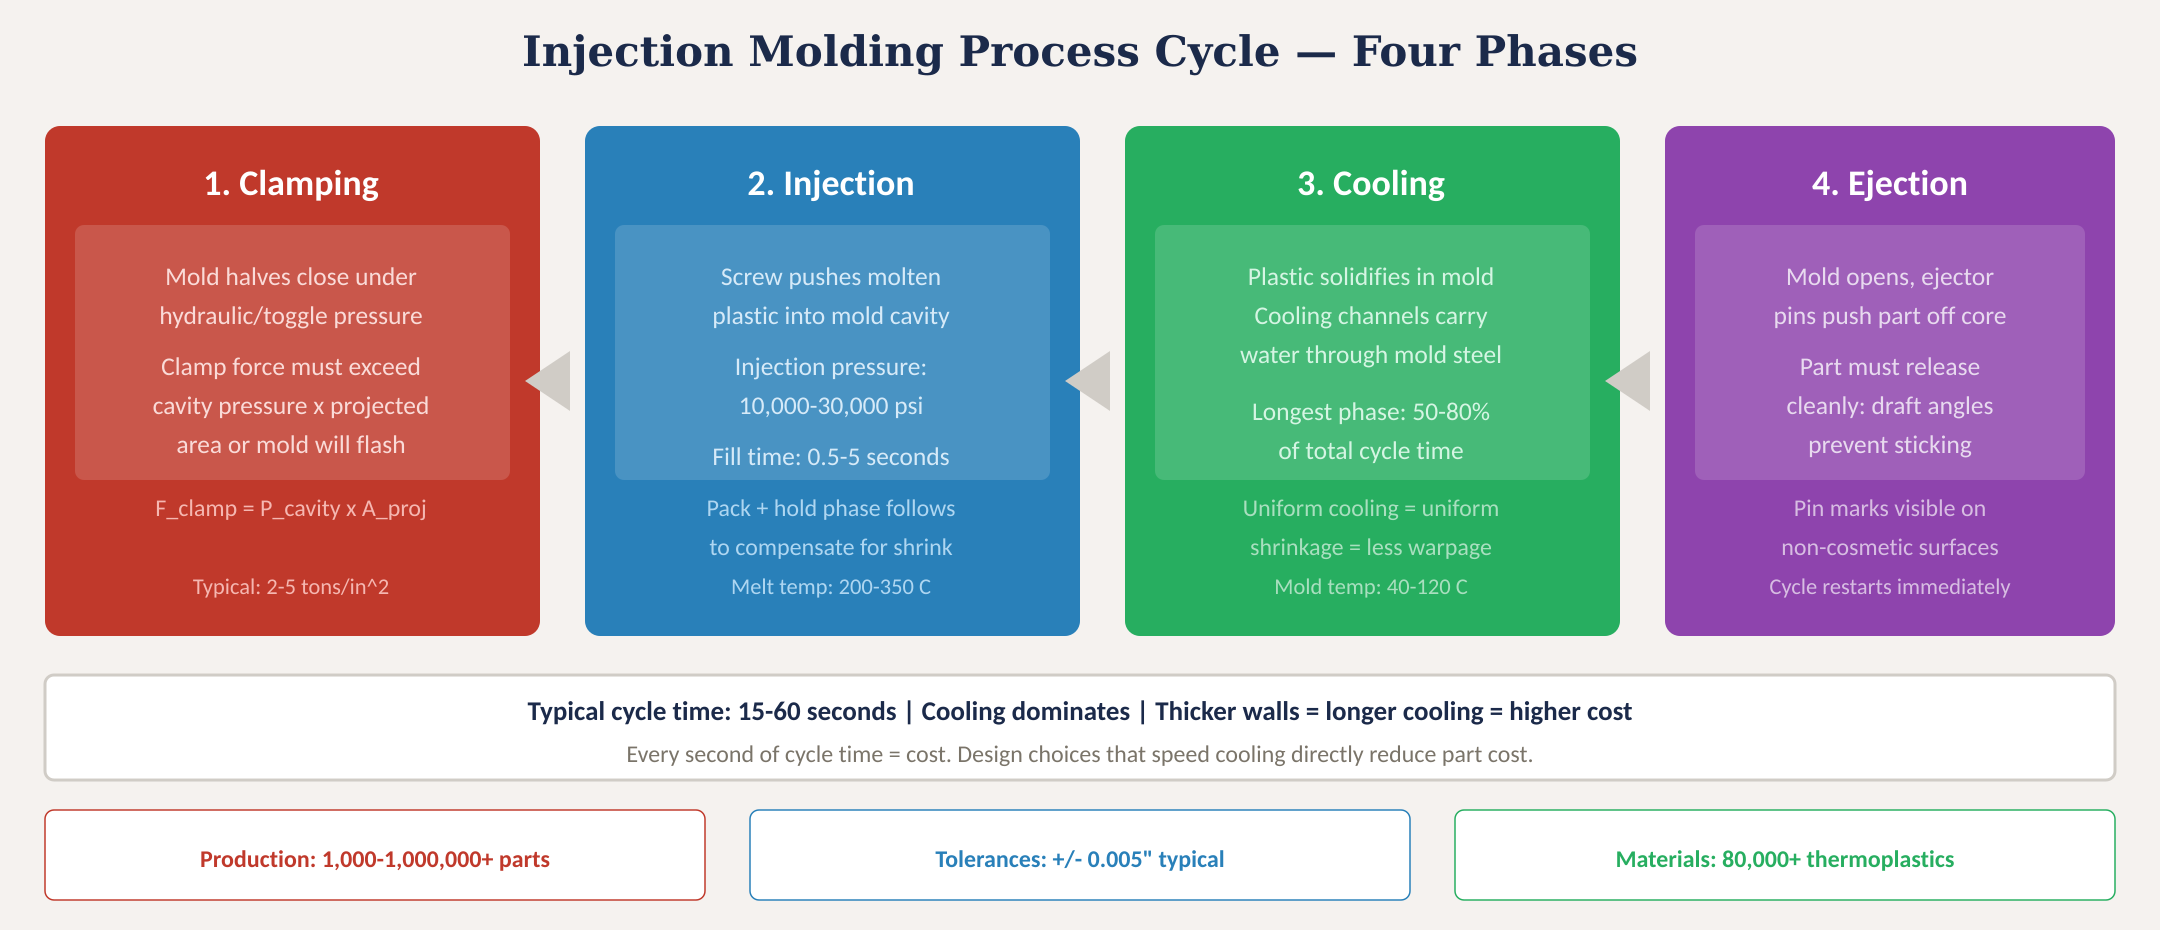 Injection Molding Process Cycle — Four Phases
1. Clamping
Mold halves close under
hydraulic/toggle pressure
Clamp force must exceed
cavity pressure x projected
area or mold will flash
F_clamp = P_cavity x A_proj
Typical: 2-5 tons/in^2
2. Injection
Screw pushes molten
plastic into mold cavity
Injection pressure:
10,000-30,000 psi
Fill time: 0.5-5 seconds
Pack + hold phase follows
to compensate for shrink
Melt temp: 200-350 C
3. Cooling
Plastic solidifies in mold
Cooling channels carry
water through mold steel
Longest phase: 50-80%
of total cycle time
Uniform cooling = uniform
shrinkage = less warpage
Mold temp: 40-120 C
4. Ejection
Mold opens, ejector
pins push part off core
Part must release
cleanly: draft angles
prevent sticking
Pin marks visible on
non-cosmetic surfaces
Cycle restarts immediately
Typical cycle time: 15-60 seconds | Cooling dominates | Thicker walls = longer cooling = higher cost
Every second of cycle time = cost. Design choices that speed cooling directly reduce part cost.
Production: 1,000-1,000,000+ parts
Tolerances: +/- 0.005" typical
Materials: 80,000+ thermoplastics